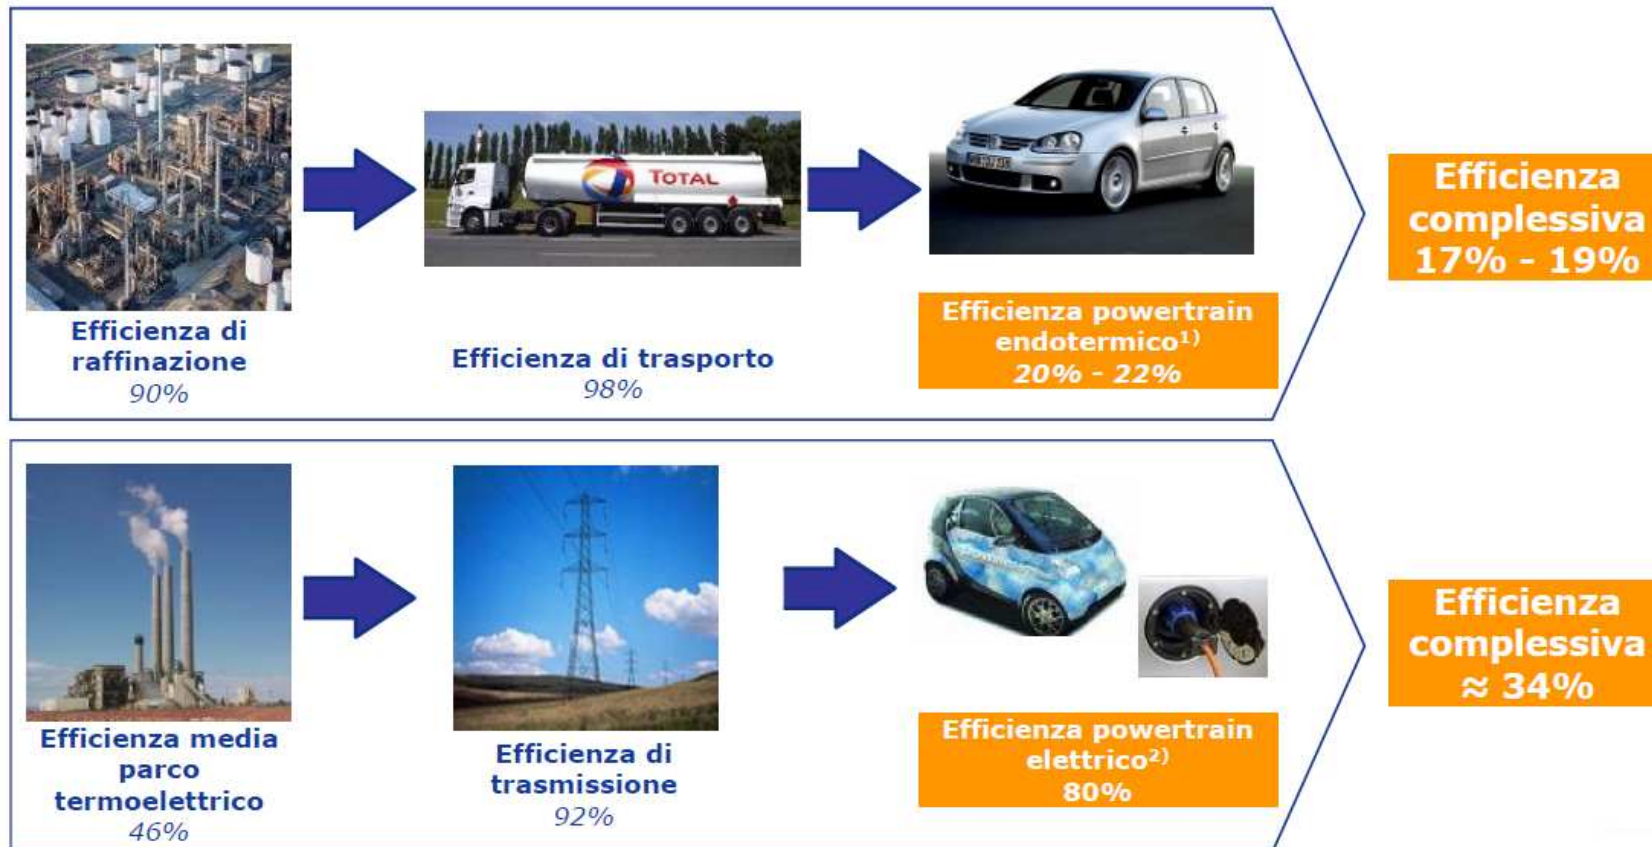 TOTAL
Efficienza di
raffinazione
90%
Efficienza di trasporto
98%
Efficienza powertrain
endotermico¹⁾
20% - 22%
Efficienza
complessiva
17% - 19%
Efficienza media
parco
termoelettrico
46%
Efficienza di
trasmissione
92%
Efficienza powertrain
elettrico²⁾
80%
Efficienza
complessiva
≈ 34%